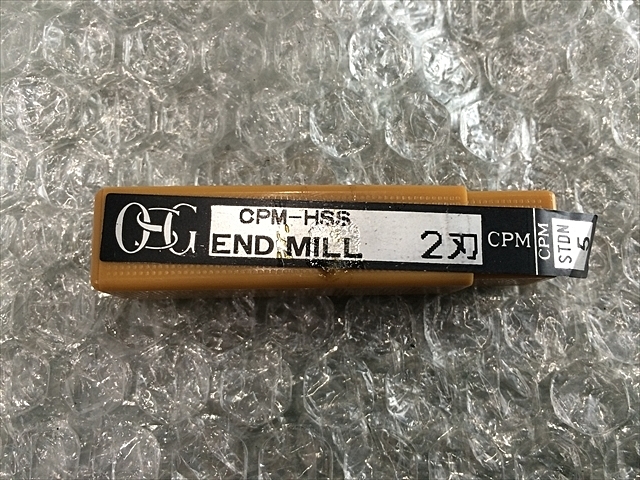 OSG
CPM-HSS
END MILL 2刃
CPM
CPM
STDN
5